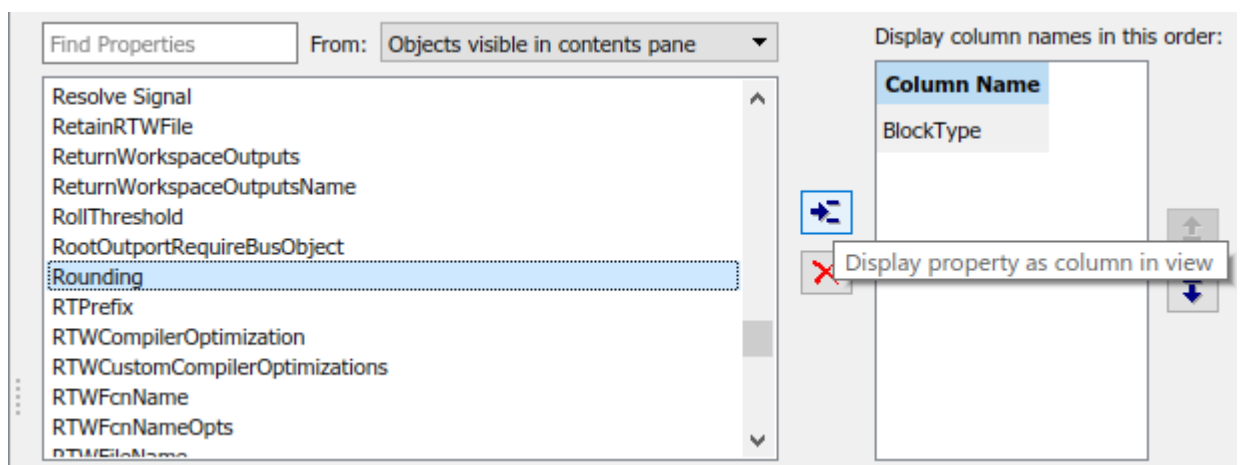 Find Properties From: Objects visible in contents pane
Display column names in this order:
Resolve Signal
RetainRTWFile
ReturnWorkspaceOutputs
ReturnWorkspaceOutputsName
RollThreshold
RootOutportRequireBusObject
Rounding
RTPrefix
RTWCompilerOptimization
RTWCustomCompilerOptimizations
RTWFcnName
RTWFcnNameOpts
RTWFileName
Column Name
BlockType
Display property as column in view